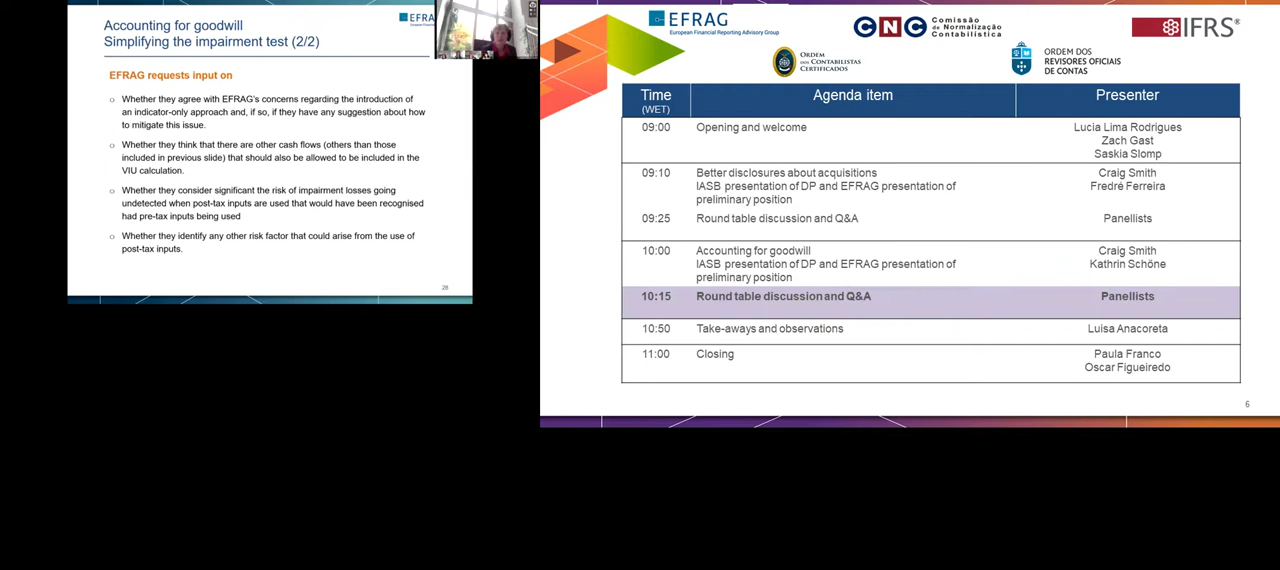 Accounting for goodwill
Simplifying the impairment test (2/2)
EFRAG requests input on
o Whether they agree with EFRAG's concerns regarding the introduction of
an indicator-only approach and, if so, if they have any suggestion about how
to mitigate this issue.
o Whether they think that there are other cash flows (others than those
included in previous slide) that should also be allowed to be included in the
VIU calculation.
o Whether they consider significant the risk of impairment losses going
undetected when post-tax inputs are used that would have been recognised
had pre-tax inputs being used
o Whether they identify any other risk factor that could arise from the use of
post-tax inputs.
28
EFRAG
European Financial Reporting Advisory Group
CNC Comissão
de Normalização
Contabilística
IFRS®
ORDEM
DOS CONTABILISTAS
CERTIFICADOS
ORDEM DOS
REVISORES OFICIAIS
DE CONTAS
Time Agenda item Presenter
(WET)
09:00 Opening and welcome Lucia Lima Rodrigues
Zach Gast
Saskia Slomp
09:10 Better disclosures about acquisitions Craig Smith
IASB presentation of DP and EFRAG presentation of Fredré Ferreira
preliminary position
09:25 Round table discussion and Q&A Panellists
10:00 Accounting for goodwill Craig Smith
IASB presentation of DP and EFRAG presentation of Kathrin Schöne
preliminary position
10:15 Round table discussion and Q&A Panellists
10:50 Take-aways and observations Luisa Anacoreta
11:00 Closing Paula Franco
Oscar Figueiredo
6